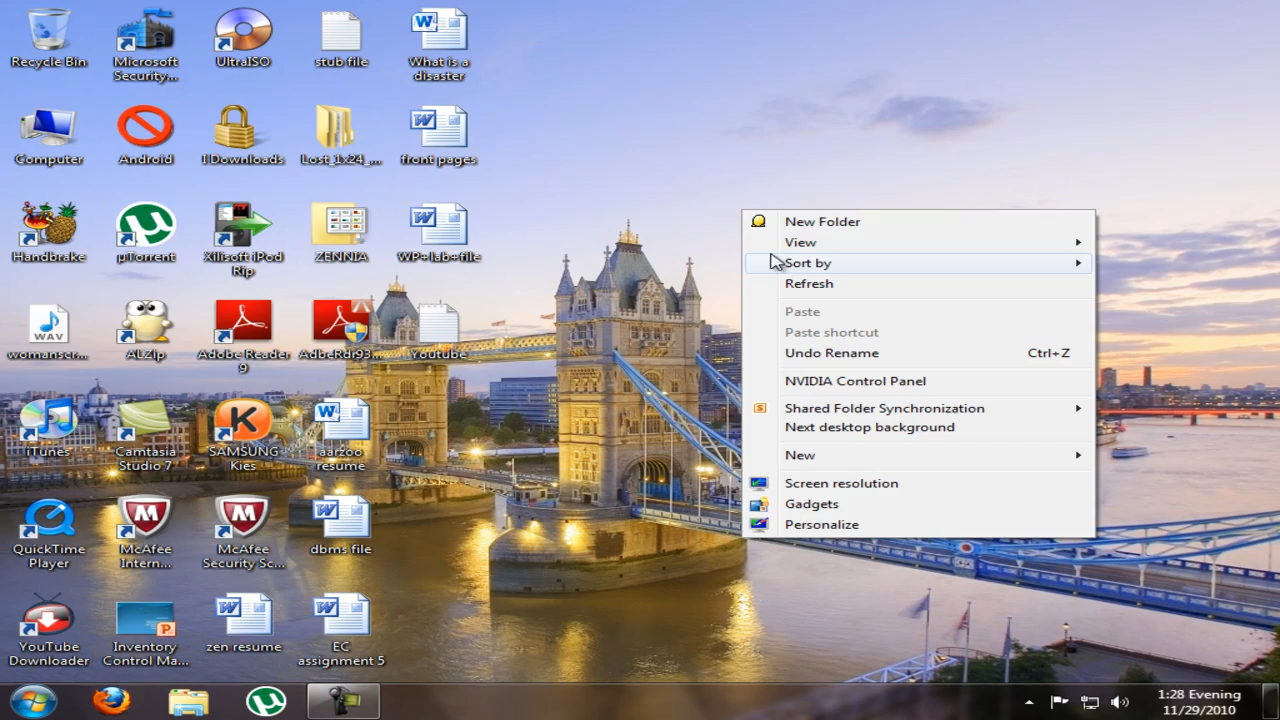 Recycle Bin
Microsoft
Security...
UltraISO
stub file
What is a
disaster
Computer
Android
I Downloads
Lost_1x24_...
front pages
Handbrake
µTorrent
Xilisoft iPod
Rip
ZENNIA
WP+lab+file
WAV
womanscr...
ALZip
Adobe Reader
9
AdbeRdr93...
Youtube
iTunes
Camtasia
Studio 7
SAMSUNG
Kies
aarzoo
resume
QuickTime
Player
McAfee
Intern...
McAfee
Security Sc...
dbms file
YouTube
Downloader
Inventory
Control Ma...
zen resume
EC
assignment 5
New Folder
View
Sort by
Refresh
Paste
Paste shortcut
Undo Rename Ctrl+Z
NVIDIA Control Panel
Shared Folder Synchronization
Next desktop background
New
Screen resolution
Gadgets
Personalize
1:28 Evening
11/29/2010